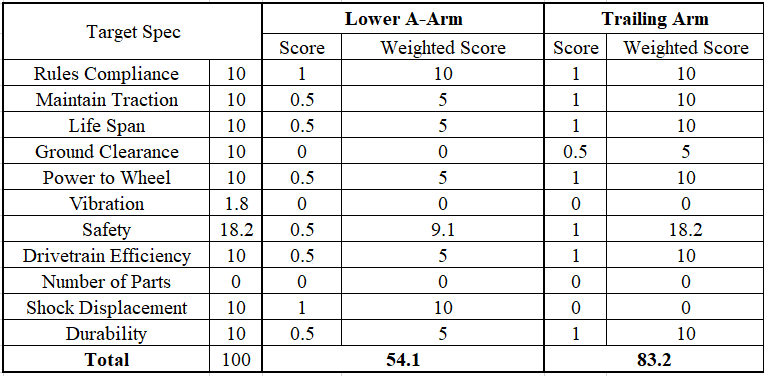 Target Spec Lower A-Arm Trailing Arm
Score Weighted Score Score Weighted Score
Rules Compliance 10 1 10 1 10
Maintain Traction 10 0.5 5 1 10
Life Span 10 0.5 5 1 10
Ground Clearance 10 0 0 0.5 5
Power to Wheel 10 0.5 5 1 10
Vibration 1.8 0 0 0 0
Safety 18.2 0.5 9.1 1 18.2
Drivetrain Efficiency 10 0.5 5 1 10
Number of Parts 0 0 0 0 0
Shock Displacement 10 1 10 0 0
Durability 10 0.5 5 1 10
Total 100 54.1 83.2